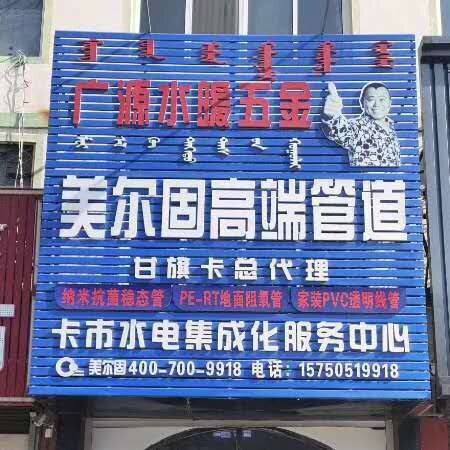 广源水暖五金
美尔固高端管道
甘旗卡总代理
纳米抗菌稳态管 PE-RT地面阻氧管 家装PVC透明线管
卡市水电集成化服务中心
美尔固400-700-9918 电话：15750519918